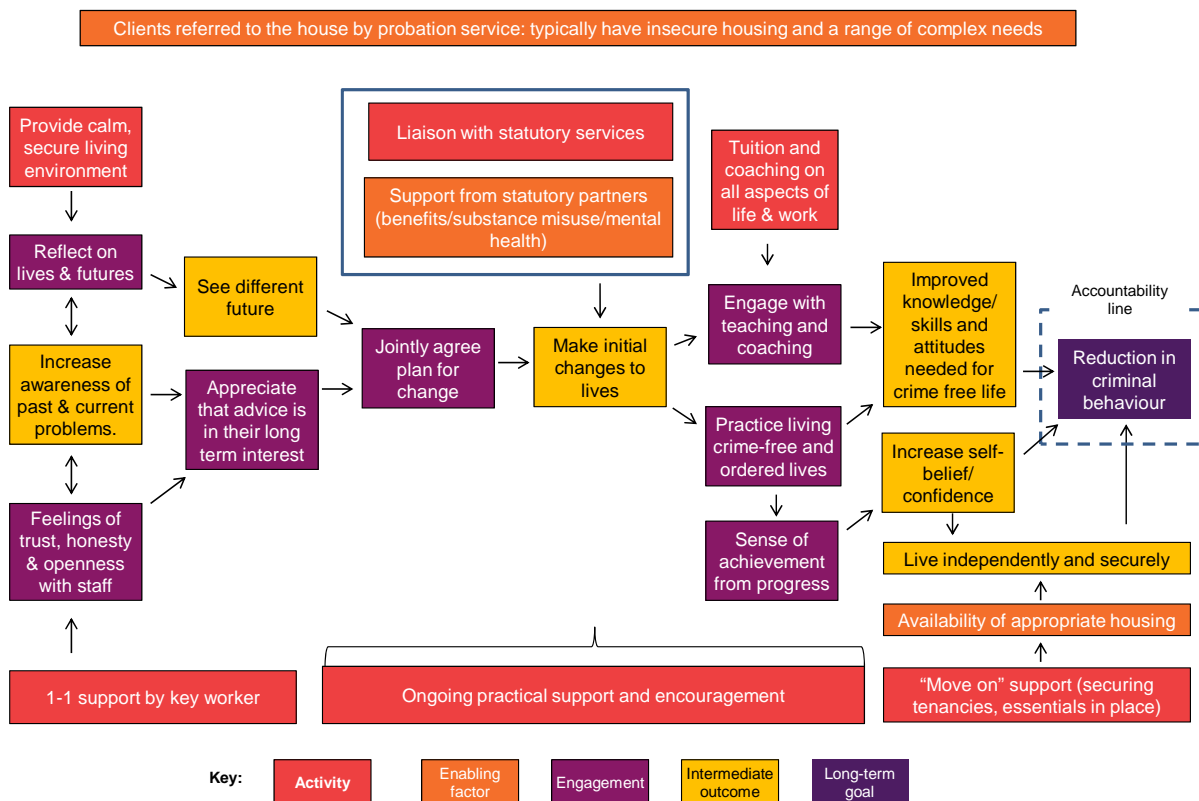 Clients referred to the house by probation service: typically have insecure housing and a range of complex needs
Provide calm,
secure living
environment
Liaison with statutory services
Support from statutory partners
(benefits/substance misuse/mental
health)
Tuition and
coaching on
all aspects of
life & work
Reflect on
lives & futures
See different
future
Engage with
teaching and
coaching
Improved
knowledge/
skills and
attitudes
needed for
crime free life
Accountability
line
Reduction in
criminal
behaviour
Increase
awareness of
past & current
problems.
Appreciate
that advice is
in their long
term interest
Jointly agree
plan for
change
Make initial
changes to
lives
Practice living
crime-free and
ordered lives
Increase self-
belief/
confidence
Feelings of
trust, honesty
& openness
with staff
Sense of
achievement
from progress
Live independently and securely
Availability of appropriate housing
1-1 support by key worker
Ongoing practical support and encouragement
“Move on” support (securing
tenancies, essentials in place)
Key:
Activity
Enabling
factor
Engagement
Intermediate
outcome
Long-term
goal